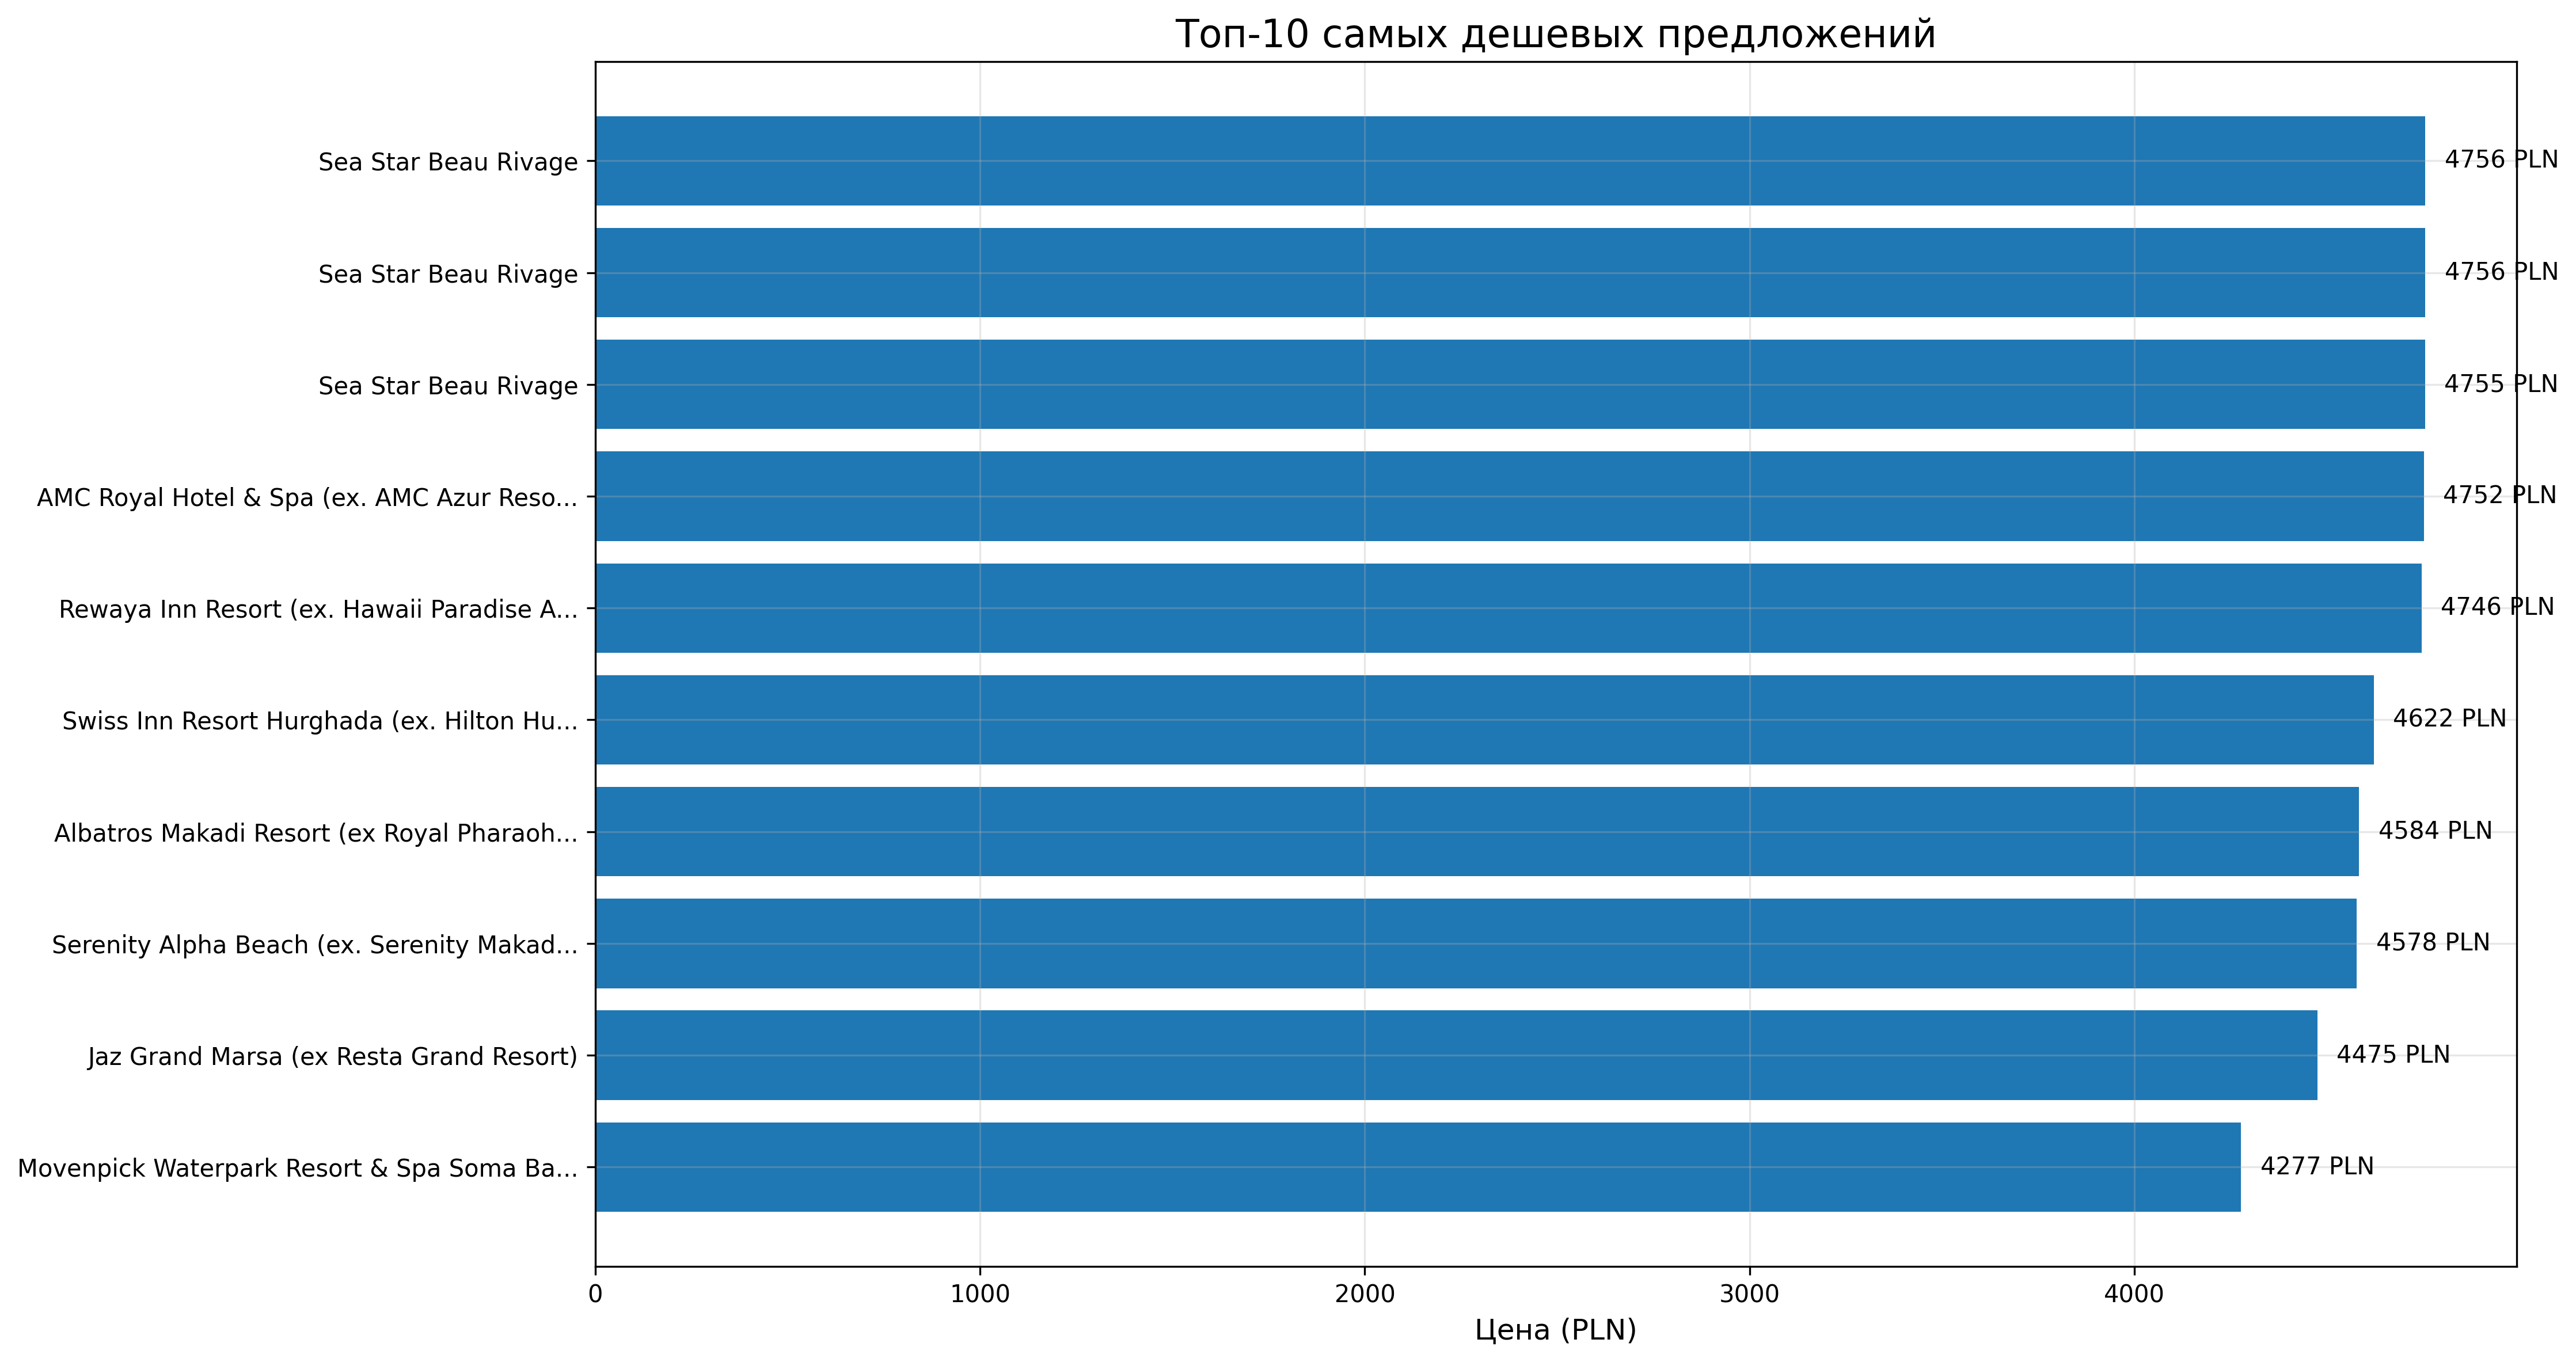 Топ-10 самых дешевых предложений
Sea Star Beau Rivage
4756 PLN
Sea Star Beau Rivage
4756 PLN
Sea Star Beau Rivage
4755 PLN
AMC Royal Hotel & Spa (ex. AMC Azur Reso...
4752 PLN
Rewaya Inn Resort (ex. Hawaii Paradise A...
4746 PLN
Swiss Inn Resort Hurghada (ex. Hilton Hu...
4622 PLN
Albatros Makadi Resort (ex Royal Pharaoh...
4584 PLN
Serenity Alpha Beach (ex. Serenity Makad...
4578 PLN
Jaz Grand Marsa (ex Resta Grand Resort)
4475 PLN
Movenpick Waterpark Resort & Spa Soma Ba...
4277 PLN
0 1000 2000 3000 4000
Цена (PLN)